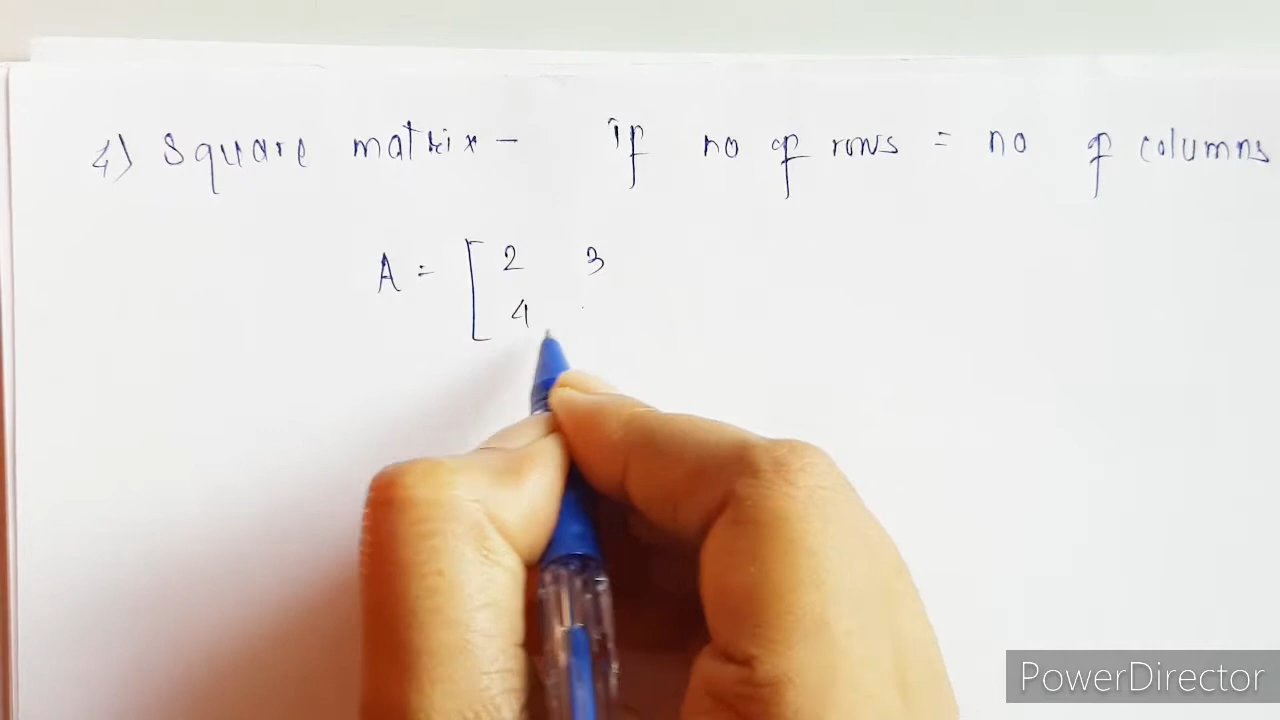 4) Square matrix - If no of rows = no of columns
A = [ 2 3
4
PowerDirector